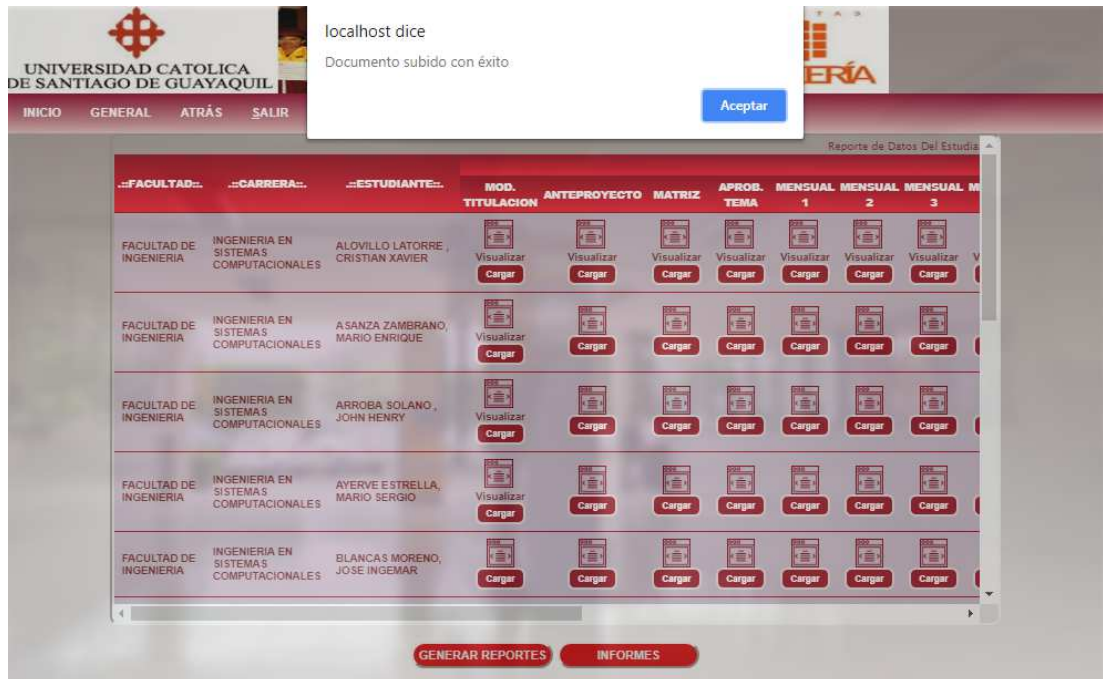 localhost dice
Documento subido con éxito
Aceptar
UNIVERSIDAD CATOLICA
DE SANTIAGO DE GUAYAQUIL
ERÍA
INICIO GENERAL ATRÁS SALIR
Reporte de Datos Del Estudia
.::FACULTAD::. .::CARRERA::. .::ESTUDIANTE::. MOD. TITULACION ANTEPROYECTO MATRIZ APROB. TEMA MENSUAL 1 MENSUAL 2 MENSUAL 3 M
FACULTAD DE INGENIERIA INGENIERIA EN SISTEMAS COMPUTACIONALES ALOVILLO LATORRE , CRISTIAN XAVIER
Visualizar Visualizar Visualizar Visualizar Visualizar Visualizar Visualizar V
Cargar Cargar Cargar Cargar Cargar Cargar Cargar
FACULTAD DE INGENIERIA INGENIERIA EN SISTEMAS COMPUTACIONALES ASANZA ZAMBRANO, MARIO ENRIQUE
Visualizar
Cargar Cargar Cargar Cargar Cargar Cargar Cargar
FACULTAD DE INGENIERIA INGENIERIA EN SISTEMAS COMPUTACIONALES ARROBA SOLANO , JOHN HENRY
Visualizar
Cargar Cargar Cargar Cargar Cargar Cargar Cargar
FACULTAD DE INGENIERIA INGENIERIA EN SISTEMAS COMPUTACIONALES AYERVE ESTRELLA, MARIO SERGIO
Visualizar
Cargar Cargar Cargar Cargar Cargar Cargar Cargar
FACULTAD DE INGENIERIA INGENIERIA EN SISTEMAS COMPUTACIONALES BLANCAS MORENO, JOSE INGEMAR
Cargar Cargar Cargar Cargar Cargar Cargar Cargar
GENERAR REPORTES INFORMES